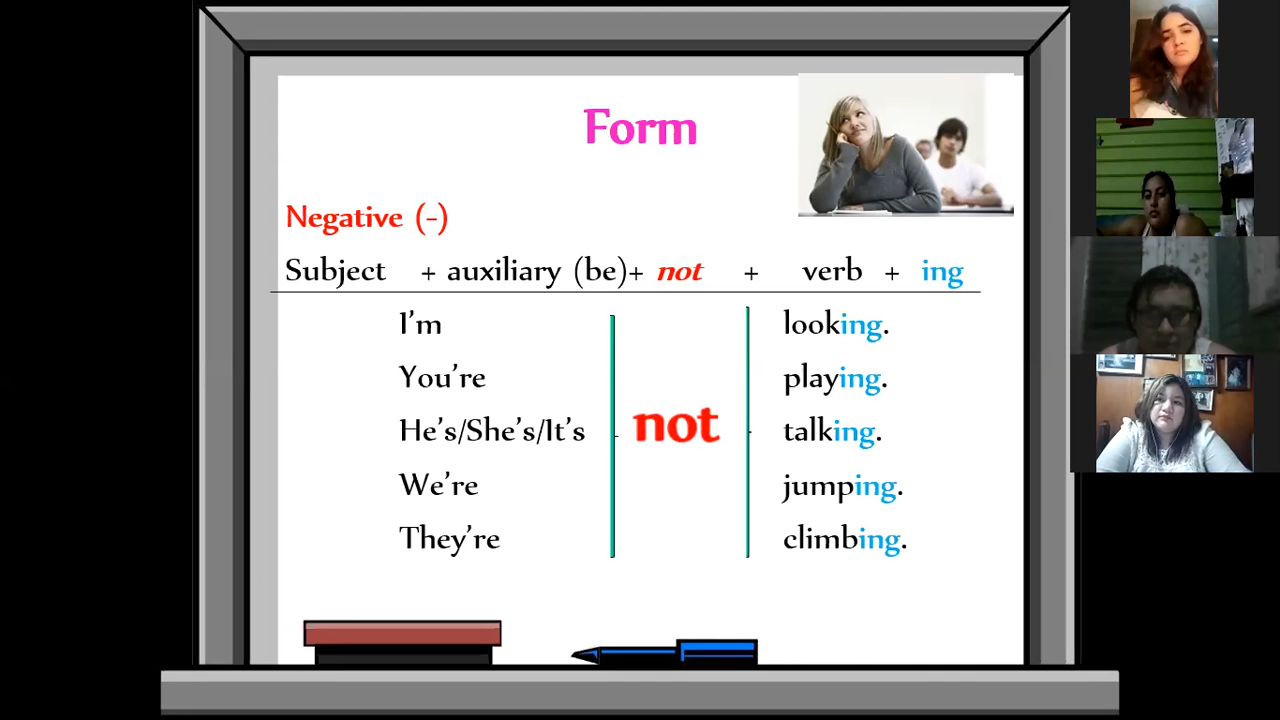 Form
Negative (-)
Subject + auxiliary (be)+ not + verb + ing
I'm looking.
You're playing.
He's/She's/It's not talking.
We're jumping.
They're climbing.